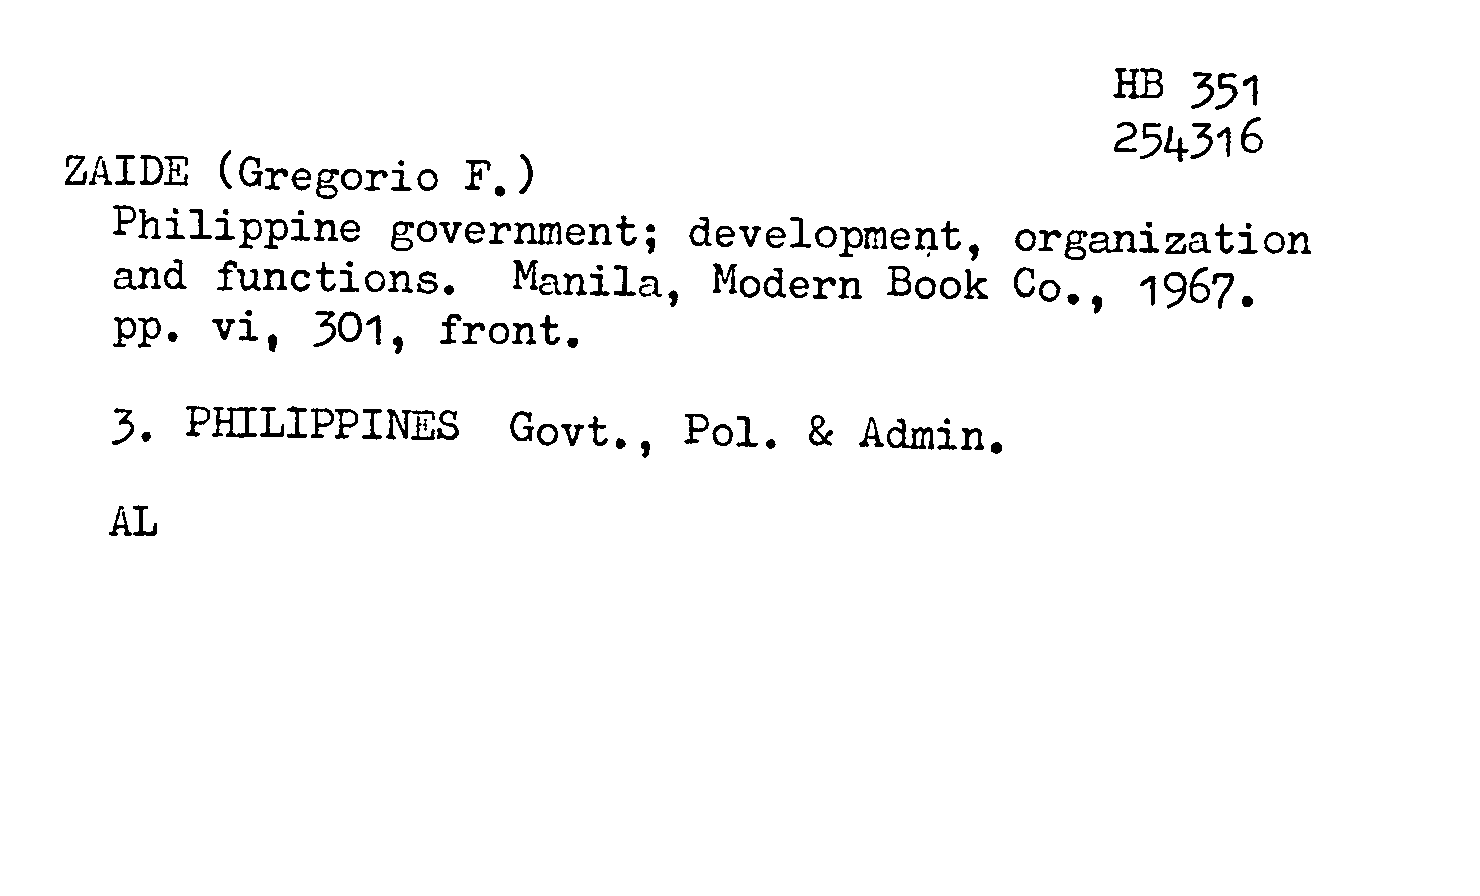 HB 351
254316
ZAIDE (Gregorio F.)
Philippine government; development, organization
and functions.  Manila, Modern Book Co., 1967.
pp. vi, 301, front.
3. PHILIPPINES  Govt., Pol. & Admin.
AL